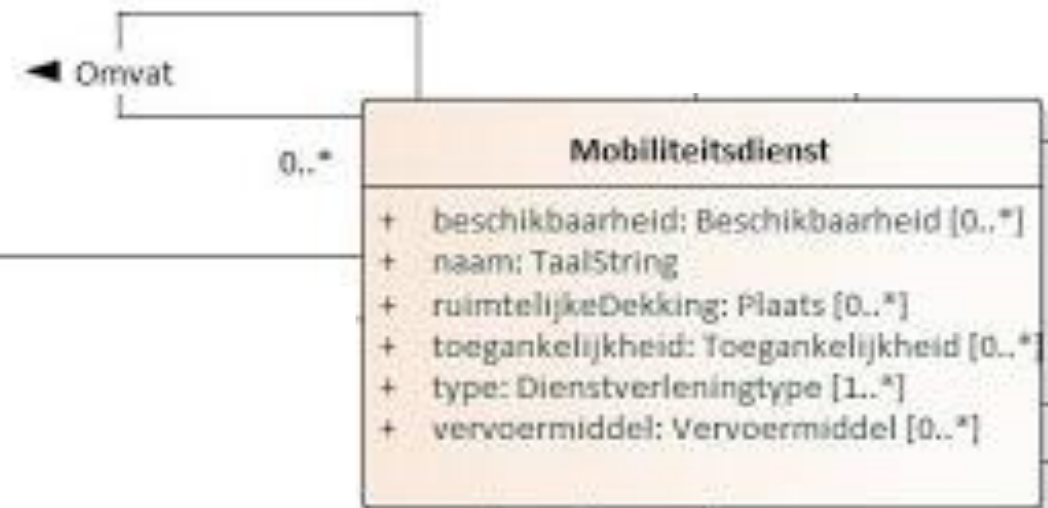 Omvat
0..*
Mobiliteitsdienst
+ beschikbaarheid: Beschikbaarheid [0..*]
+ naam: TaalString
+ ruimtelijkeDekking: Plaats [0..*]
+ toegankelijkheid: Toegankelijkheid [0..*]
+ type: Dienstverleningtype [1..*]
+ vervoermiddel: Vervoermiddel [0..*]